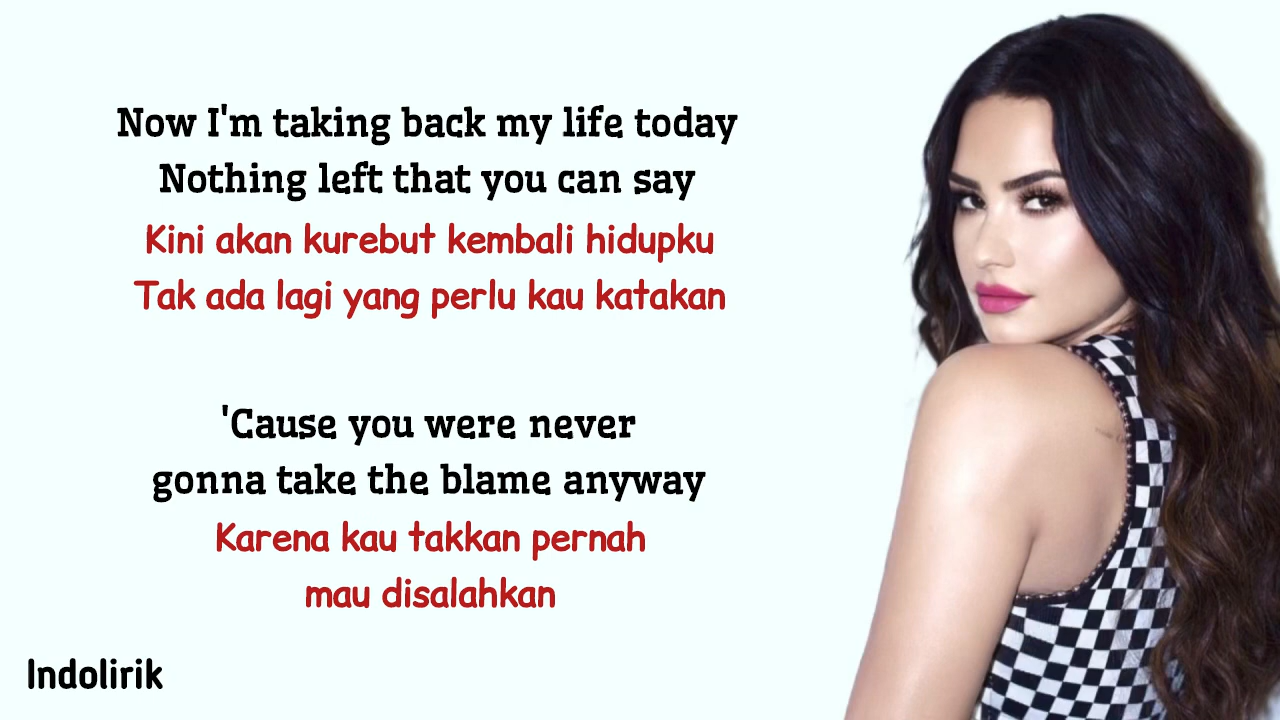 Now I'm taking back my life today
Nothing left that you can say
Kini akan kurebut kembali hidupku
Tak ada lagi yang perlu kau katakan
'Cause you were never
gonna take the blame anyway
Karena kau takkan pernah
mau disalahkan
Indolirik